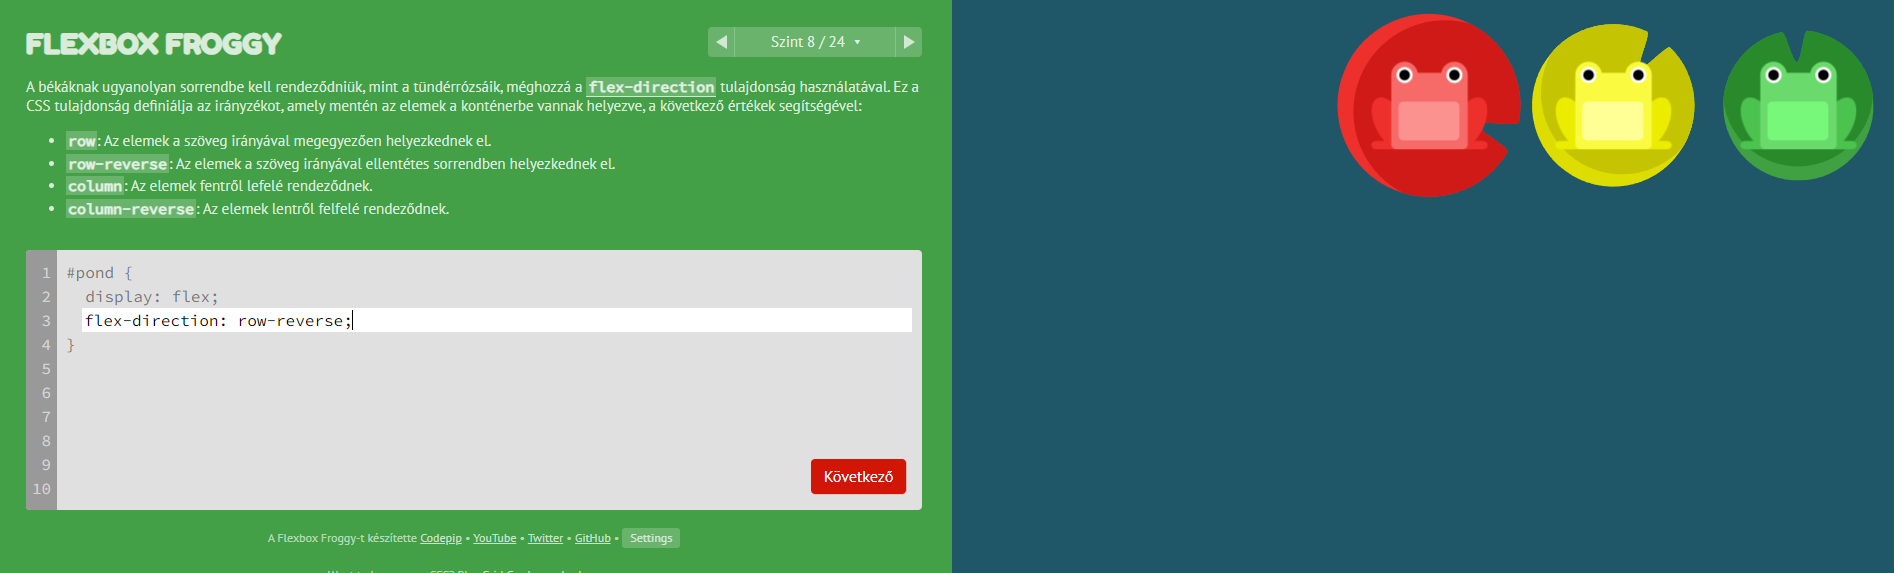 FLEXBOX FROGGY
Szint 8 / 24
A békáknak ugyanolyan sorrendbe kell rendeződniük, mint a tündérrózsáik, méghozzá a flex-direction tulajdonság használatával. Ez a
CSS tulajdonság definiálja az irányzékot, amely mentén az elemek a konténerbe vannak helyezve, a következő értékek segítségével:
• row: Az elemek a szöveg irányával megegyezően helyezkednek el.
• row-reverse: Az elemek a szöveg irányával ellentétes sorrendben helyezkednek el.
• column: Az elemek fentről lefelé rendeződnek.
• column-reverse: Az elemek lentről felfelé rendeződnek.
1 #pond {
2 display: flex;
3 flex-direction: row-reverse;
4 }
5
6
7
8
9
10
Következő
A Flexbox Froggy-t készítette Codepip • YouTube • Twitter • GitHub • Settings